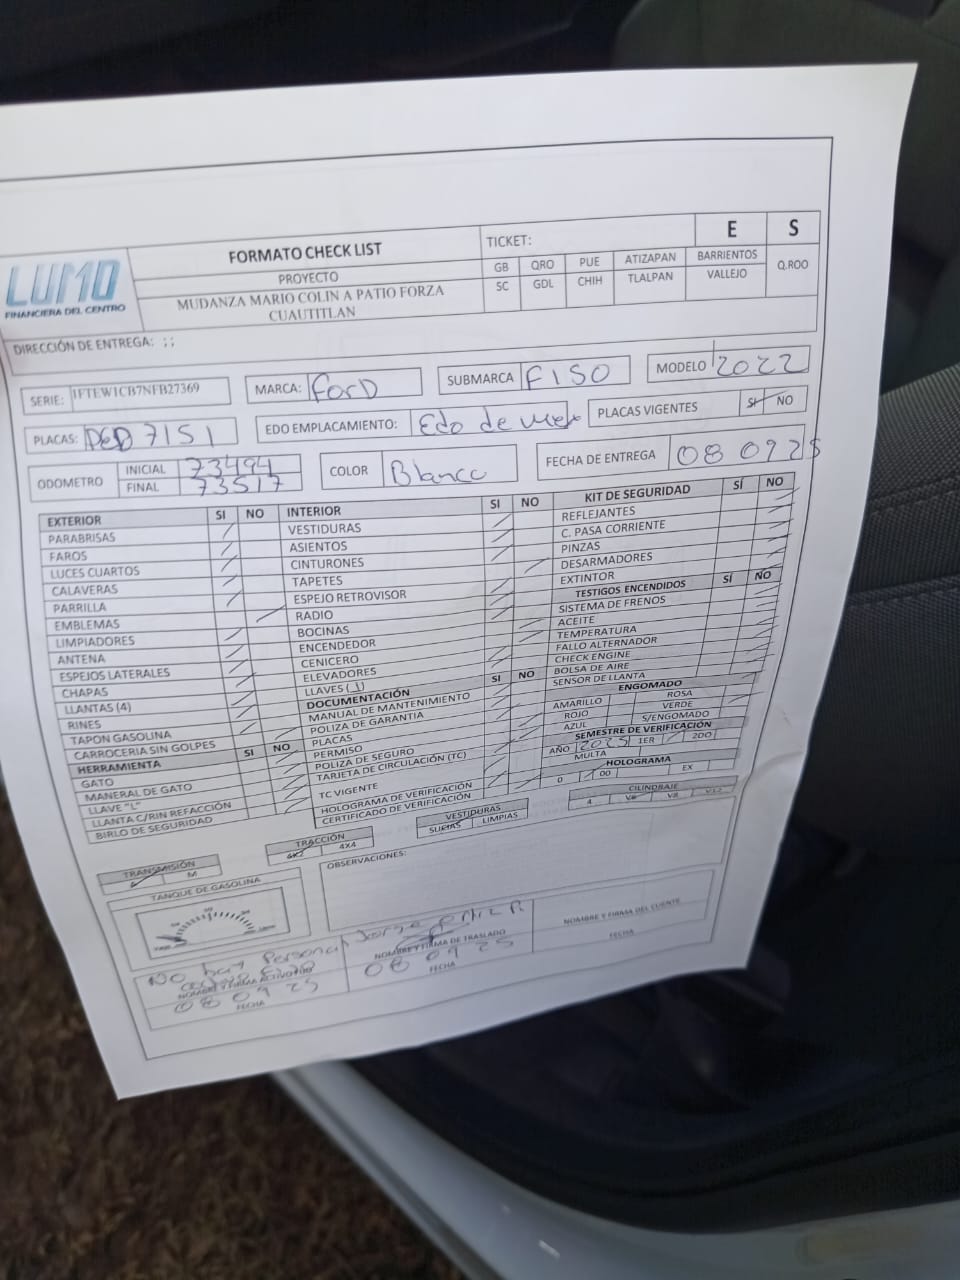 LUMO
FINANCIERA DEL CENTRO
FORMATO CHECK LIST
PROYECTO
MUDANZA MARIO COLIN A PATIO FORZA
CUAUTITLAN
TICKET: E S
GB QRO PUE ATIZAPAN BARRIENTOS Q.ROO
SC GDL CHIH TLALPAN VALLEJO
DIRECCIÓN DE ENTREGA: ; ;
SERIE: 1FTEW1CB7NFB27369 MARCA: Ford SUBMARCA F150 MODELO 2022
PLACAS: 7151 EDO EMPLACAMIENTO: Edo de Mex PLACAS VIGENTES SI NO
ODOMETRO INICIAL 73494 COLOR Blanco FECHA DE ENTREGA 08 09 25
FINAL 73517
EXTERIOR SI NO
PARABRISAS
FAROS
LUCES CUARTOS
CALAVERAS
PARRILLA
EMBLEMAS
LIMPIADORES
ANTENA
ESPEJOS LATERALES
CHAPAS
LLANTAS (4)
RINES
TAPON GASOLINA
CARROCERIA SIN GOLPES
HERRAMIENTA SI NO
GATO
MANERAL DE GATO
LLAVE "L"
LLANTA C/RIN REFACCIÓN
BIRLO DE SEGURIDAD
INTERIOR SI NO
VESTIDURAS
ASIENTOS
CINTURONES
TAPETES
ESPEJO RETROVISOR
RADIO
BOCINAS
ENCENDEDOR
CENICERO
ELEVADORES
LLAVES (1)
DOCUMENTACIÓN SI NO
MANUAL DE MANTENIMIENTO
POLIZA DE GARANTIA
PLACAS
PERMISO
POLIZA DE SEGURO
TARJETA DE CIRCULACIÓN (TC)
TC VIGENTE
HOLOGRAMA DE VERIFICACIÓN
CERTIFICADO DE VERIFICACIÓN
KIT DE SEGURIDAD SÍ NO
REFLEJANTES
C. PASA CORRIENTE
PINZAS
DESARMADORES
EXTINTOR
TESTIGOS ENCENDIDOS SÍ NO
SISTEMA DE FRENOS
ACEITE
TEMPERATURA
FALLO ALTERNADOR
CHECK ENGINE
BOLSA DE AIRE
SENSOR DE LLANTA
ENGOMADO
AMARILLO ROSA
ROJO VERDE
AZUL S/ENGOMADO
SEMESTRE DE VERIFICACIÓN
AÑO 2025 1ER 2DO
MULTA
HOLOGRAMA
0 00 EX
TRANSMISIÓN
M
TRACCIÓN
4X2 4X4
VESTIDURAS
SUCIAS LIMPIAS
CILINDRAJE
4 V6 V8 V12
TANQUE DE GASOLINA
OBSERVACIONES:
No hay Personal
activo fijo
NOMBRE Y FIRMA ACTIVO FIJO
08 09 25
FECHA
Jorge
NOMBRE Y FIRMA DE TRASLADO
08 09 25
FECHA
NOMBRE Y FIRMA DEL CLIENTE
FECHA